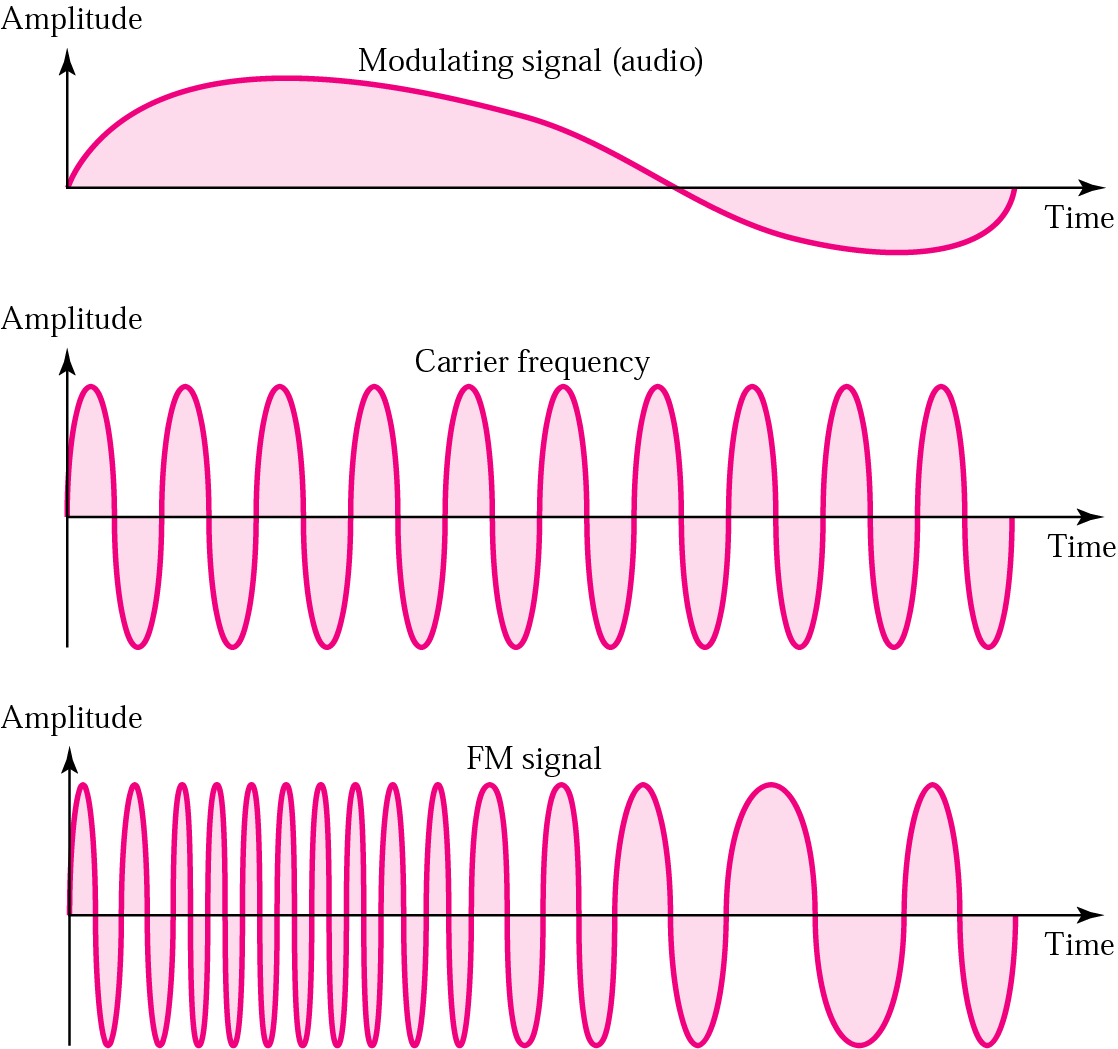 Amplitude
Modulating signal (audio)
Time
Amplitude
Carrier frequency
Time
Amplitude
FM signal
Time